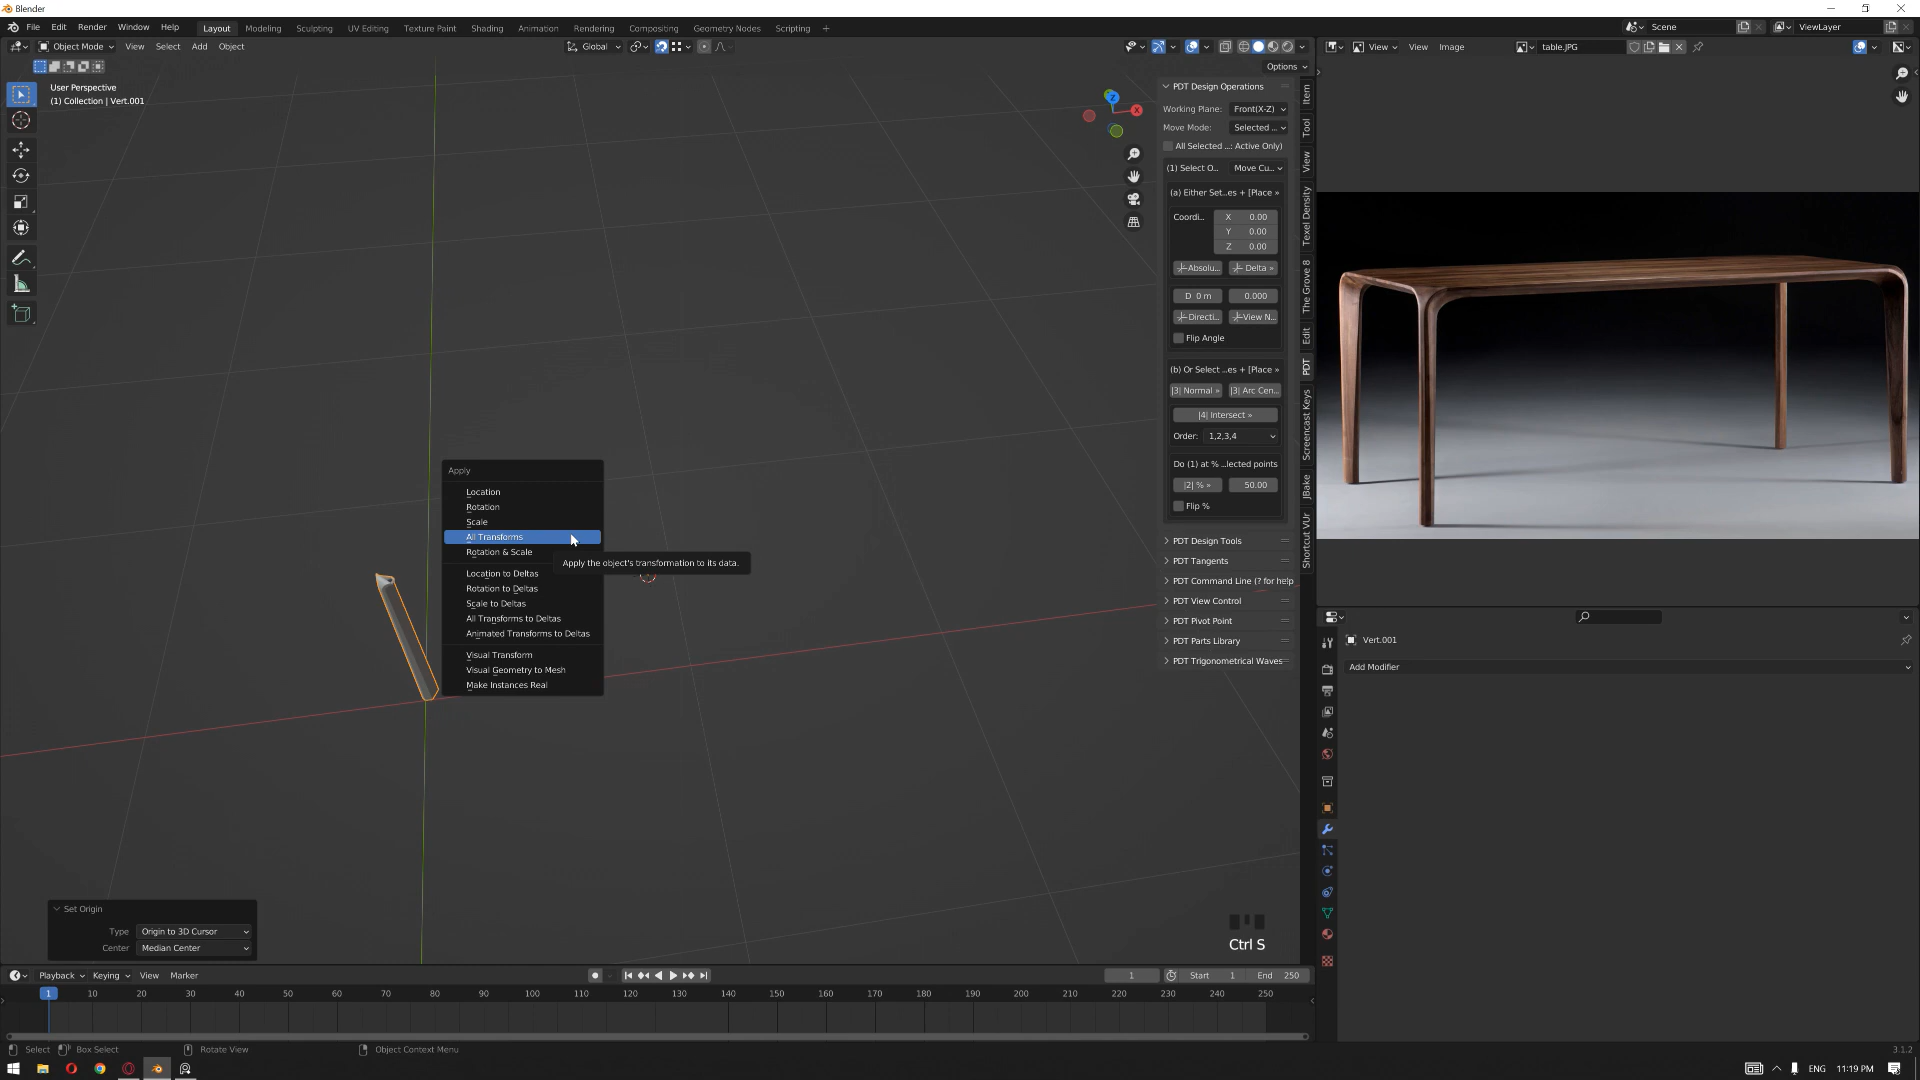 Blender
File Edit Render Window Help
Layout Modeling Sculpting UV Editing Texture Paint Shading Animation Rendering Compositing Geometry Nodes Scripting +
Scene
ViewLayer
Object Mode View Select Add Object
Global
Options
View View Image
table.JPG
User Perspective
(1) Collection | Vert.001
Z
X
PDT Design Operations
Working Plane: Front(X-Z)
Move Mode: Selected ...
All Selected ...: Active Only)
(1) Select O... Move Cu...
(a) Either Set...es + [Place »
Coordi...
X 0.00
Y 0.00
Z 0.00
Absolu... Delta »
D 0 m 0.000
Directi... View N...
Flip Angle
(b) Or Select ...es + [Place »
|3| Normal » |3| Arc Cen...
|4| Intersect »
Order: 1,2,3,4
Do (1) at % ...lected points
|2| % » 50.00
Flip %
PDT Design Tools
PDT Tangents
PDT Command Line (? for help
PDT View Control
PDT Pivot Point
PDT Parts Library
PDT Trigonometrical Waves
Item
Tool
View
Texel Density
The Grove 8
Edit
PDT
Screencast Keys
JBake
Shortcut VUr
Apply
Location
Rotation
Scale
All Transforms
Rotation & Scale
Location to Deltas
Rotation to Deltas
Scale to Deltas
All Transforms to Deltas
Animated Transforms to Deltas
Visual Transform
Visual Geometry to Mesh
Make Instances Real
Apply the object's transformation to its data.
Vert.001
Add Modifier
Set Origin
Type Origin to 3D Cursor
Center Median Center
Ctrl S
Playback Keying View Marker
1 Start 1 End 250
1 10 20 30 40 50 60 70 80 90 100 110 120 130 140 150 160 170 180 190 200 210 220 230 240 250
Select Box Select Rotate View Object Context Menu
3.1.2
ENG 11:19 PM